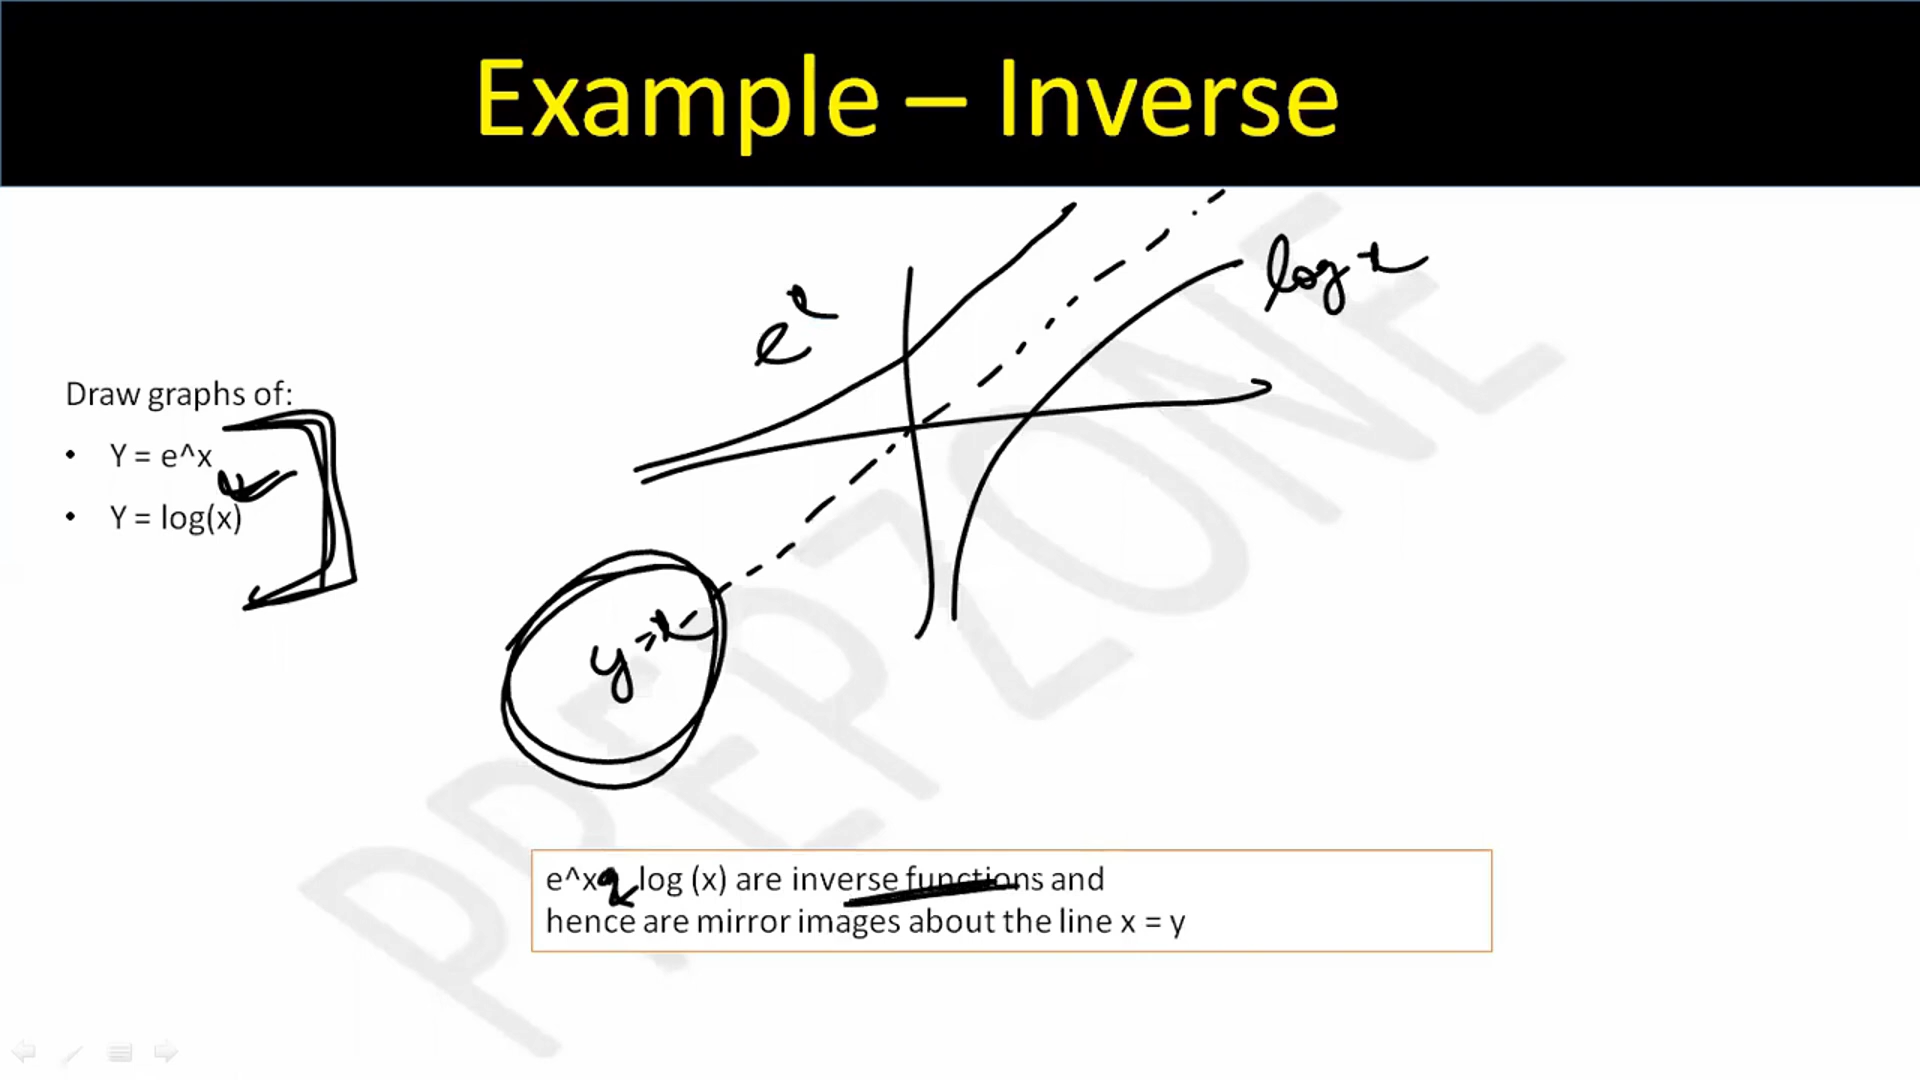 Example – Inverse
e^x
log x
Draw graphs of:
• Y = e^x
• Y = log(x)
y=x
e^x & log (x) are inverse functions and
hence are mirror images about the line x = y
PREPZONE